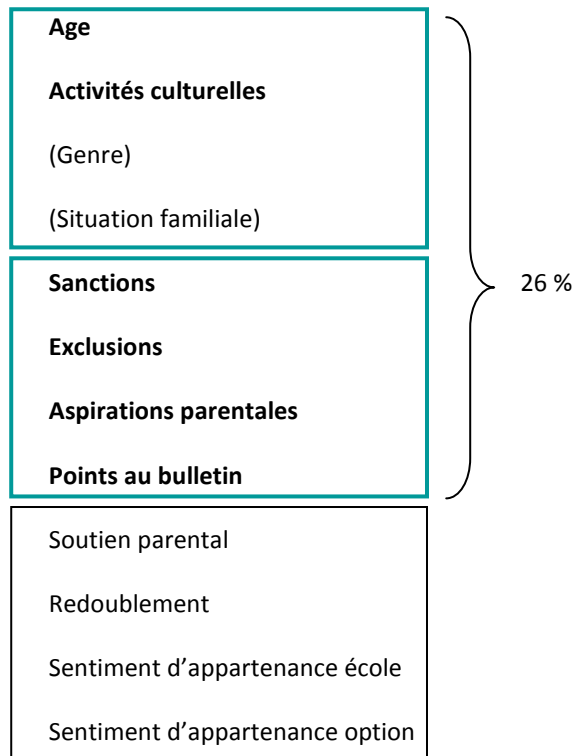 Age
Activités culturelles
(Genre)
(Situation familiale)
Sanctions
26 %
Exclusions
Aspirations parentales
Points au bulletin
Soutien parental
Redoublement
Sentiment d’appartenance école
Sentiment d’appartenance option